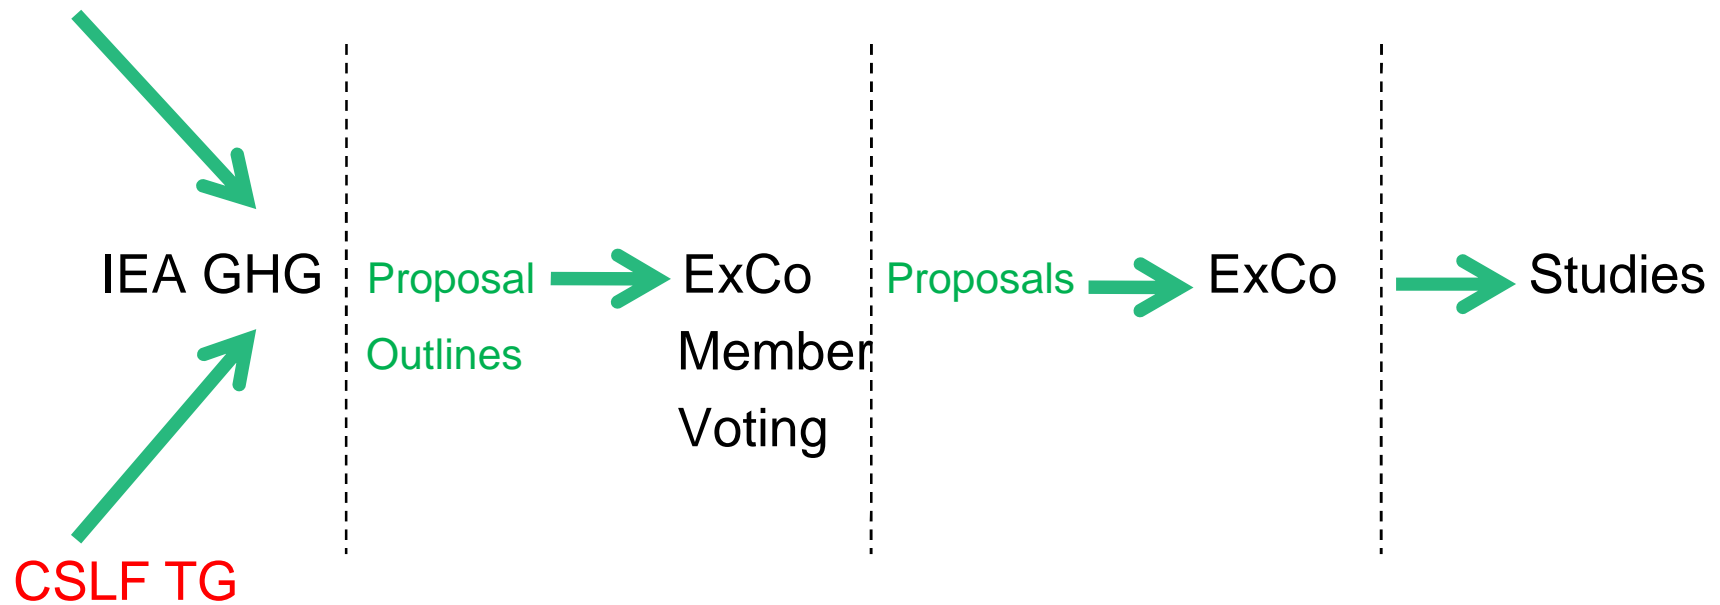 IEA GHG
Proposal
Outlines
ExCo
Member
Voting
Proposals
ExCo
Studies
CSLF TG